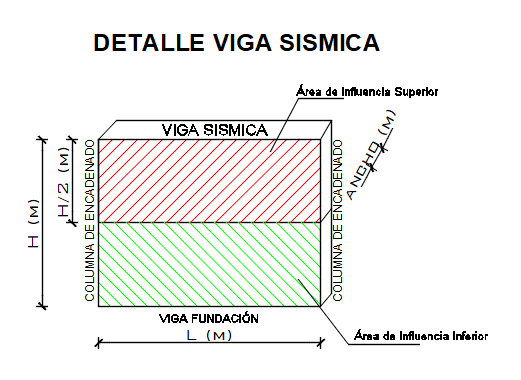 DETALLE VIGA SISMICA
Área de Influencia Superior
VIGA SISMICA
ANCHO (M)
H (M)
H/2 (M)
COLUMNA DE ENCADENADO
COLUMNA DE ENCADENADO
VIGA FUNDACIÓN
L (M)
Área de Influencia Inferior